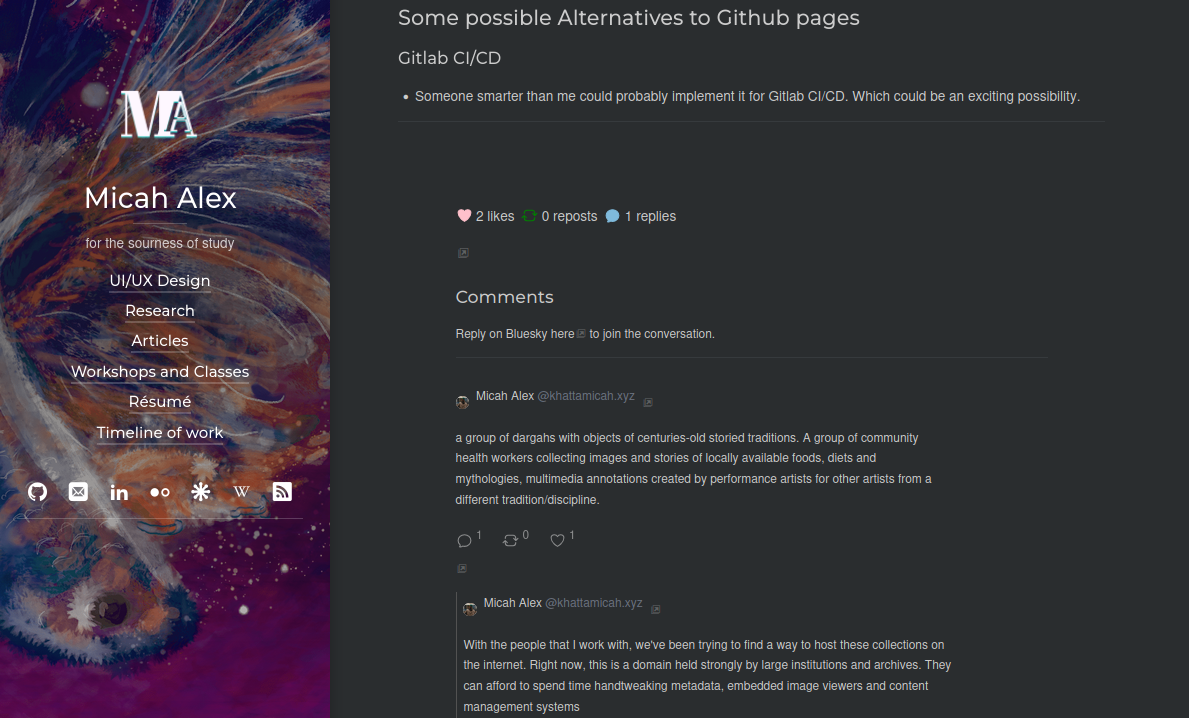 MA
Micah Alex
for the sourness of study
UI/UX Design
Research
Articles
Workshops and Classes
Résumé
Timeline of work
W
Some possible Alternatives to Github pages
Gitlab CI/CD
• Someone smarter than me could probably implement it for Gitlab CI/CD. Which could be an exciting possibility.
2 likes 0 reposts 1 replies
Comments
Reply on Bluesky here to join the conversation.
Micah Alex @khattamicah.xyz
a group of dargahs with objects of centuries-old storied traditions. A group of community
health workers collecting images and stories of locally available foods, diets and
mythologies, multimedia annotations created by performance artists for other artists from a
different tradition/discipline.
1 0 1
Micah Alex @khattamicah.xyz
With the people that I work with, we've been trying to find a way to host these collections on
the internet. Right now, this is a domain held strongly by large institutions and archives. They
can afford to spend time handtweaking metadata, embedded image viewers and content
management systems